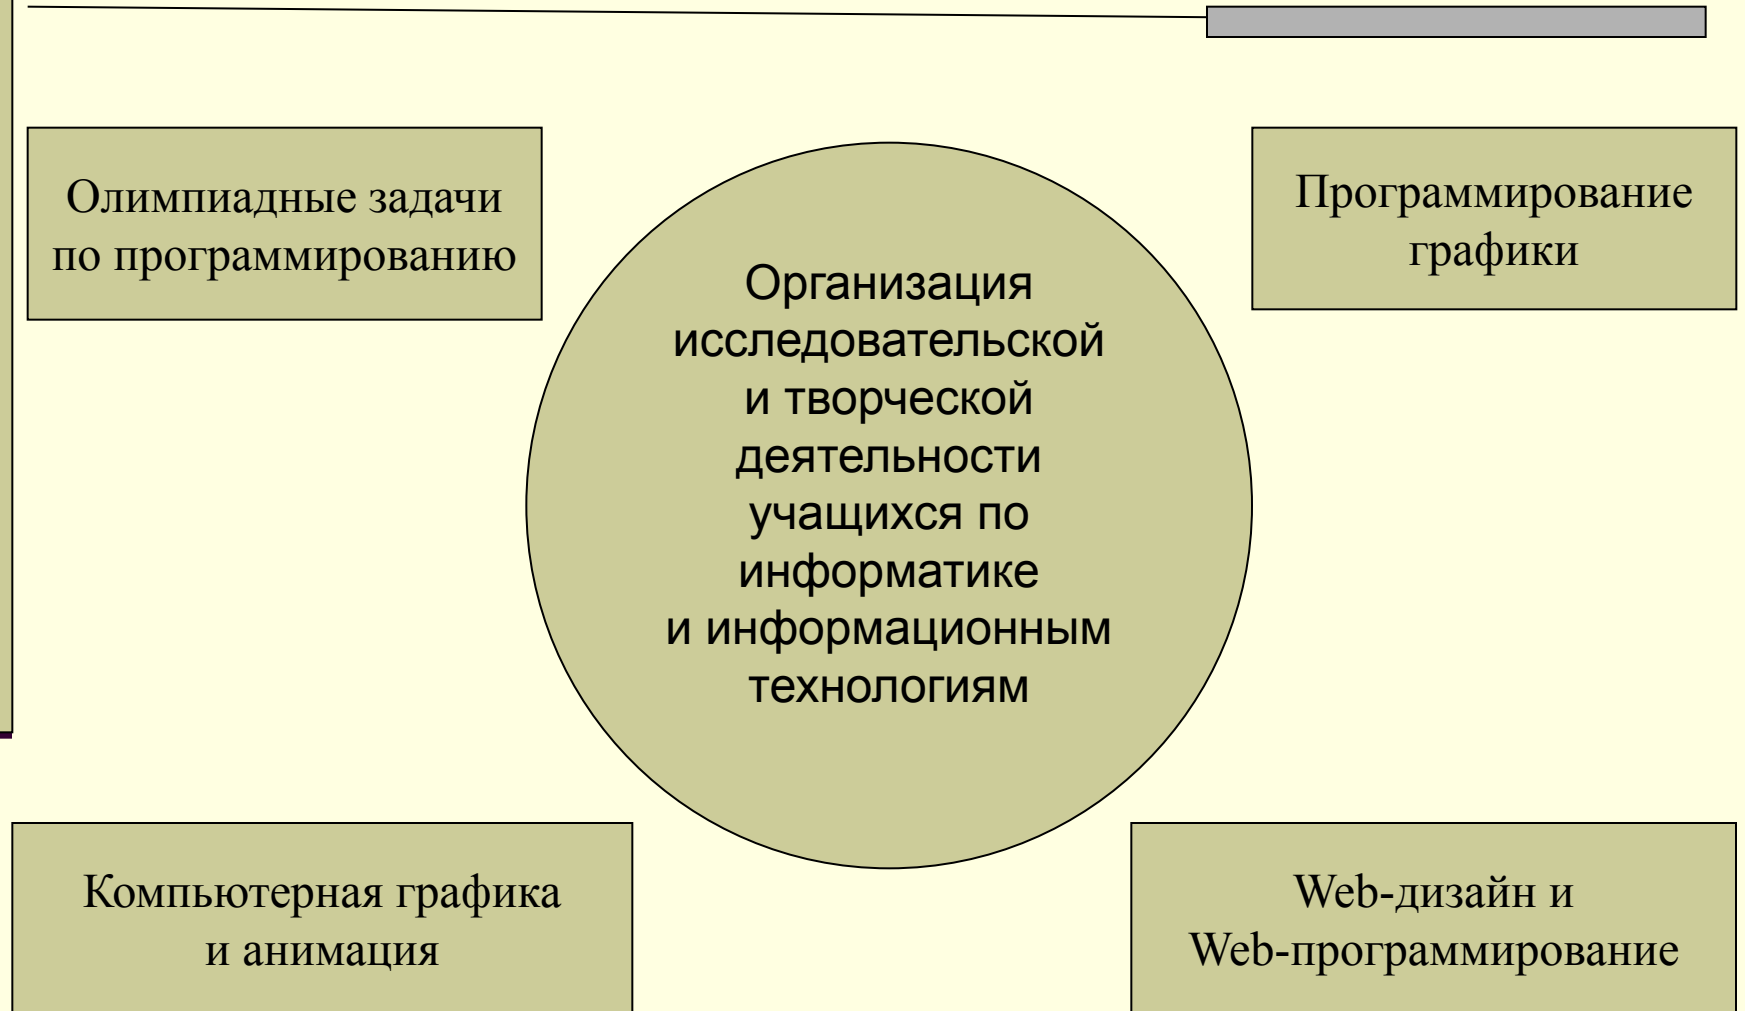 Олимпиадные задачи
по программированию
Программирование
графики
Организация
исследовательской
и творческой
деятельности
учащихся по
информатике
и информационным
технологиям
Компьютерная графика
и анимация
Web-дизайн и
Web-программирование